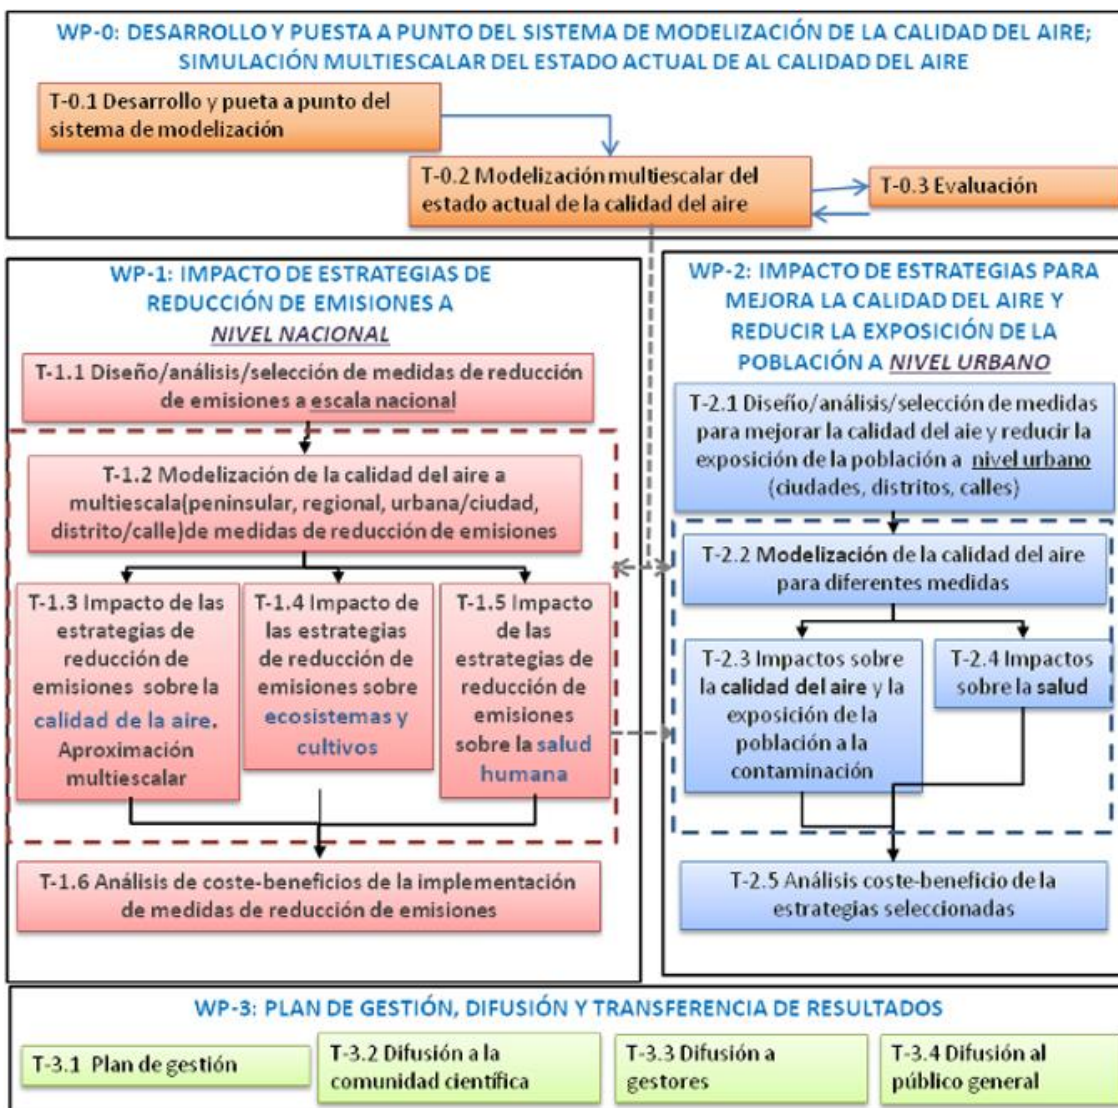 WP-0: DESARROLLO Y PUESTA A PUNTO DEL SISTEMA DE MODELIZACIÓN DE LA CALIDAD DEL AIRE;
SIMULACIÓN MULTIESCALAR DEL ESTADO ACTUAL DE AL CALIDAD DEL AIRE
T-0.1 Desarrollo y pueta a punto del
sistema de modelización
T-0.2 Modelización multiescalar del
estado actual de la calidad del aire
T-0.3 Evaluación
WP-1: IMPACTO DE ESTRATEGIAS DE
REDUCCIÓN DE EMISIONES A
NIVEL NACIONAL
T-1.1 Diseño/análisis/selección de medidas de reducción
de emisiones a escala nacional
T-1.2 Modelización de la calidad del aire a
multiescala(peninsular, regional, urbana/ciudad,
distrito/calle)de medidas de reducción de emisiones
T-1.3 Impacto de las
estrategias de
reducción de
emisiones sobre la
calidad de la aire.
Aproximación
multiescalar
T-1.4 Impacto de
las estrategias
de reducción de
emisiones sobre
ecosistemas y
cultivos
T-1.5 Impacto
de las
estrategias de
reducción de
emisiones
sobre la salud
humana
T-1.6 Análisis de coste-beneficios de la implementación
de medidas de reducción de emisiones
WP-2: IMPACTO DE ESTRATEGIAS PARA
MEJORA LA CALIDAD DEL AIRE Y
REDUCIR LA EXPOSICIÓN DE LA
POBLACIÓN A NIVEL URBANO
T-2.1 Diseño/análisis/selección de medidas
para mejorar la calidad del aie y reducir la
exposición de la población a nivel urbano
(ciudades, distritos, calles)
T-2.2 Modelización de la calidad del aire
para diferentes medidas
T-2.3 Impactos sobre
la calidad del aire y la
exposición de la
población a la
contaminación
T-2.4 Impactos
sobre la salud
T-2.5 Análisis coste-beneficio de la
estrategias seleccionadas
WP-3: PLAN DE GESTIÓN, DIFUSIÓN Y TRANSFERENCIA DE RESULTADOS
T-3.1 Plan de gestión
T-3.2 Difusión a la
comunidad científica
T-3.3 Difusión a
gestores
T-3.4 Difusión al
público general